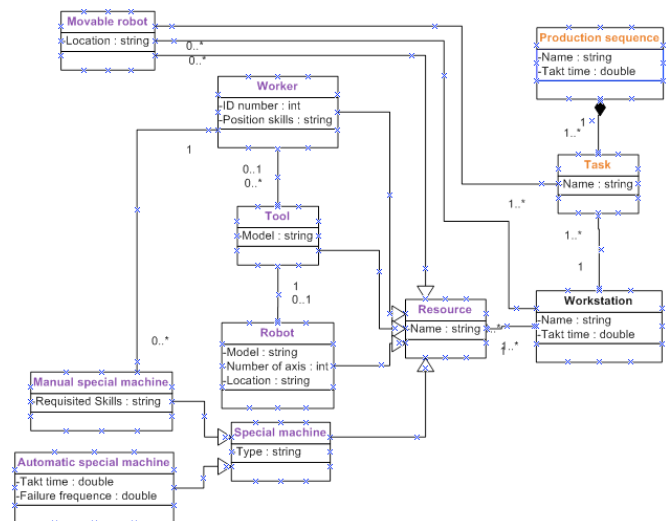 Movable robot
-Location : string
0..*
0..*
Production sequence
-Name : string
-Takt time : double
1
1..*
Worker
-ID number : int
-Position skills : string
1
0..1
0..*
Task
-Name : string
1..*
1..*
1
Tool
-Model : string
1
0..1
Workstation
-Name : string
-Takt time : double
Resource
-Name : string
1..*
Robot
-Model : string
-Number of axis : int
-Location : string
0..*
Manual special machine
-Requisited Skills : string
Special machine
-Type : string
Automatic special machine
-Takt time : double
-Failure frequence : double